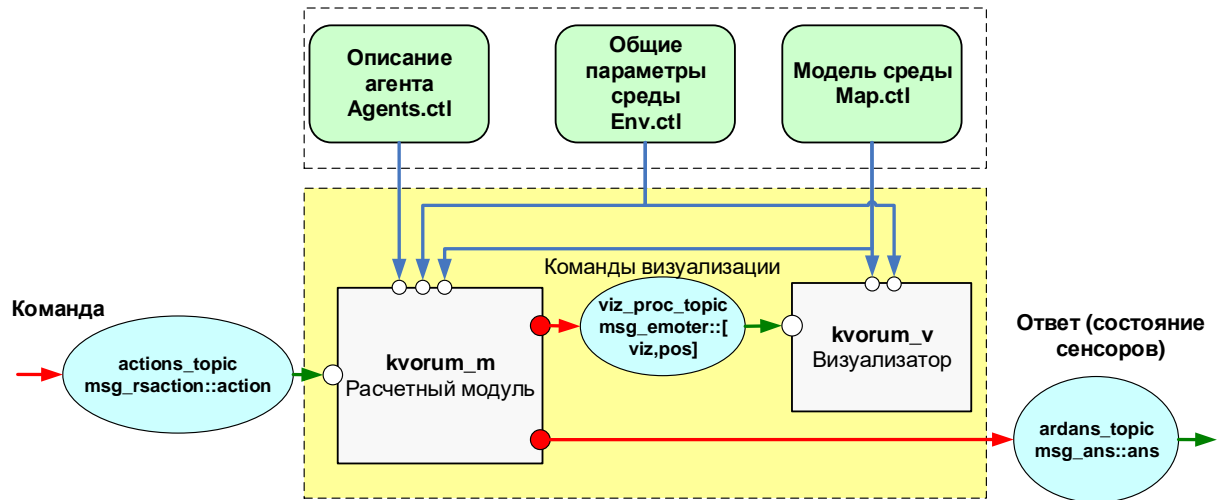 Описание
агента
Agents.ctl
Общие
параметры
среды
Env.ctl
Модель среды
Map.ctl
Команды визуализации
Команда
actions_topic
msg_rsaction::action
kvorum_m
Расчетный модуль
viz_proc_topic
msg_emoter::[
viz,pos]
kvorum_v
Визуализатор
Ответ (состояние
сенсоров)
ardans_topic
msg_ans::ans